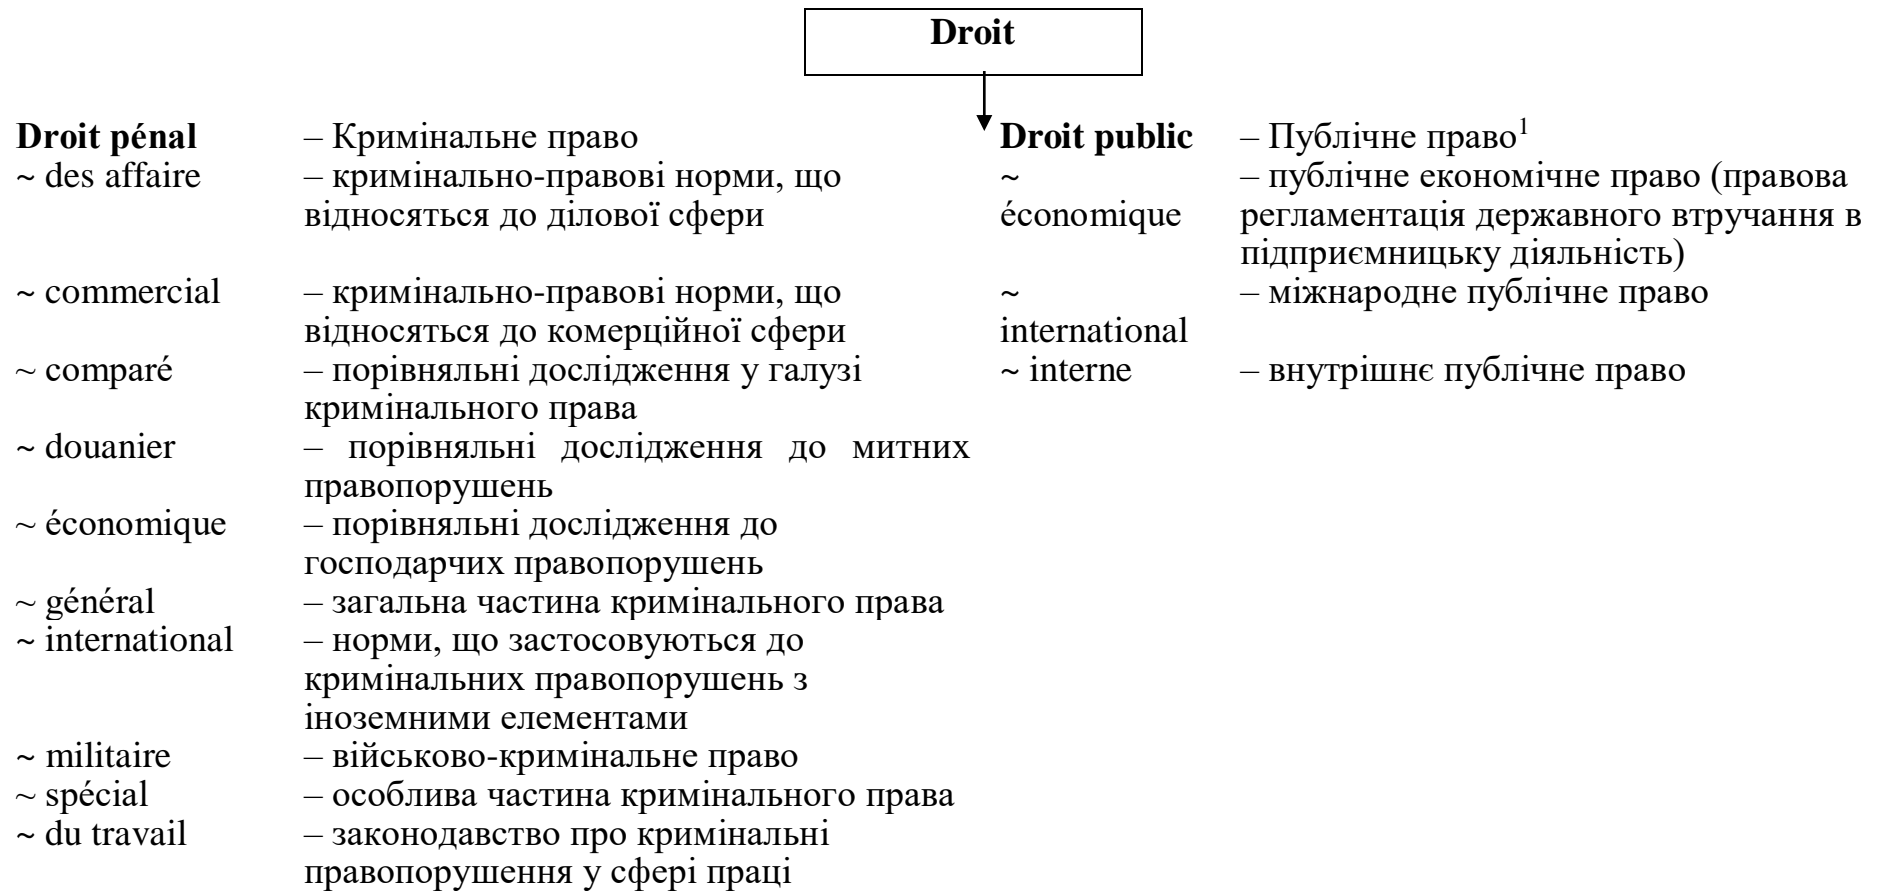 Droit
Droit pénal – Кримінальне право
~ des affaire – кримінально-правові норми, що
відносяться до ділової сфери
~ commercial – кримінально-правові норми, що
відносяться до комерційної сфери
~ comparé – порівняльні дослідження у галузі
кримінального права
~ douanier – порівняльні дослідження до митних
правопорушень
~ économique – порівняльні дослідження до
господарчих правопорушень
~ général – загальна частина кримінального права
~ international – норми, що застосовуються до
кримінальних правопорушень з
іноземними елементами
~ militaire – військово-кримінальне право
~ spécial – особлива частина кримінального права
~ du travail – законодавство про кримінальні
правопорушення у сфері праці
Droit public – Публічне право¹
~ – публічне економічне право (правова
économique регламентація державного втручання в
підприємницьку діяльність)
~ – міжнародне публічне право
international
~ interne – внутрішнє публічне право